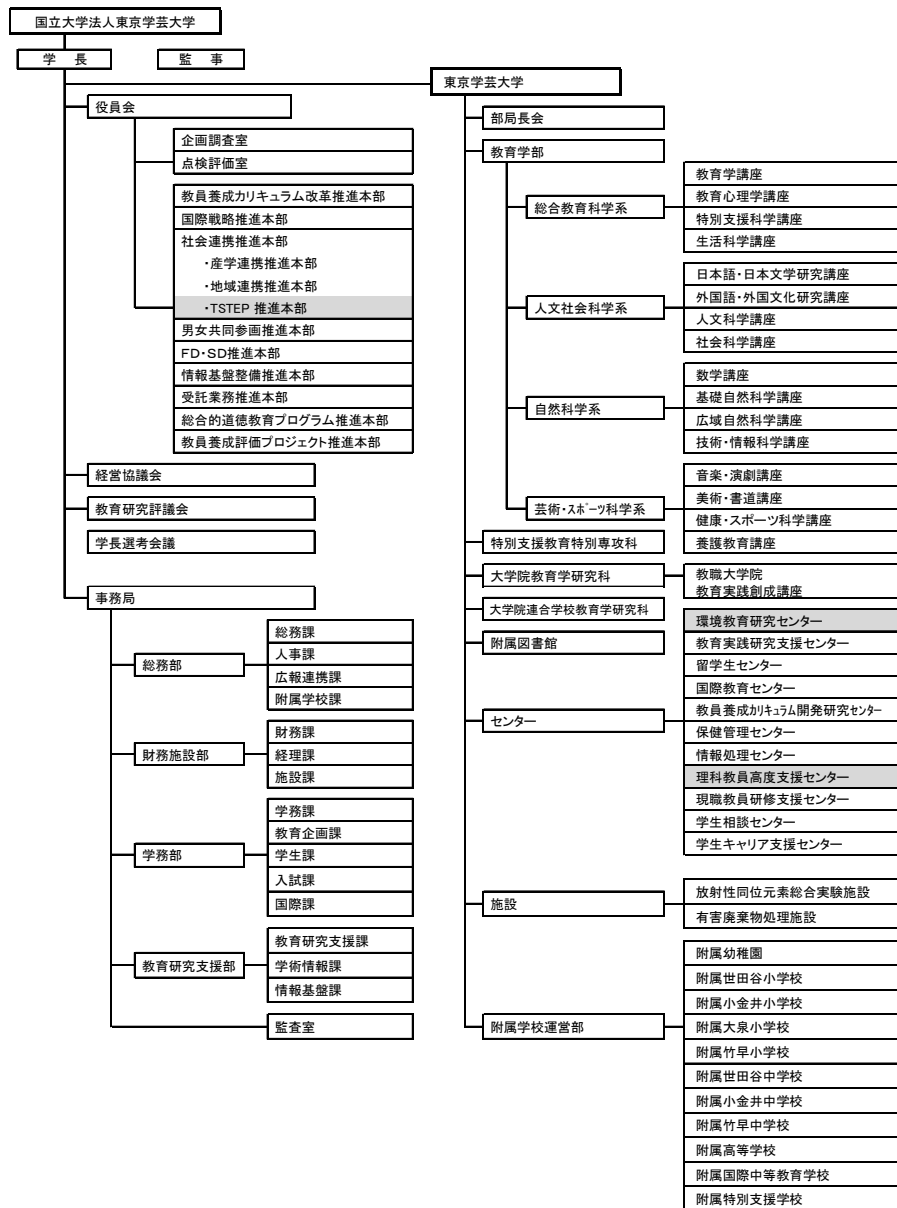 国立大学法人東京学芸大学
学 長
監 事
役員会
企画調査室
点検評価室
教員養成カリキュラム改革推進本部
国際戦略推進本部
社会連携推進本部
・産学連携推進本部
・地域連携推進本部
・TSTEP 推進本部
男女共同参画推進本部
FD・SD推進本部
情報基盤整備推進本部
受託業務推進本部
総合的道徳教育プログラム推進本部
教員養成評価プロジェクト推進本部
経営協議会
教育研究評議会
学長選考会議
事務局
総務部
総務課
人事課
広報連携課
附属学校課
財務施設部
財務課
経理課
施設課
学務部
学務課
教育企画課
学生課
入試課
国際課
教育研究支援部
教育研究支援課
学術情報課
情報基盤課
監査室
東京学芸大学
部局長会
教育学部
総合教育科学系
教育学講座
教育心理学講座
特別支援科学講座
生活科学講座
人文社会科学系
日本語・日本文学研究講座
外国語・外国文化研究講座
人文科学講座
社会科学講座
自然科学系
数学講座
基礎自然科学講座
広域自然科学講座
技術・情報科学講座
芸術・スポーツ科学系
音楽・演劇講座
美術・書道講座
健康・スポーツ科学講座
養護教育講座
特別支援教育特別専攻科
大学院教育学研究科
教職大学院
教育実践創成講座
大学院連合学校教育学研究科
附属図書館
センター
環境教育研究センター
教育実践研究支援センター
留学生センター
国際教育センター
教員養成カリキュラム開発研究センター
保健管理センター
情報処理センター
理科教員高度支援センター
現職教員研修支援センター
学生相談センター
学生キャリア支援センター
施設
放射性同位元素総合実験施設
有害廃棄物処理施設
附属学校運営部
附属幼稚園
附属世田谷小学校
附属小金井小学校
附属大泉小学校
附属竹早小学校
附属世田谷中学校
附属小金井中学校
附属竹早中学校
附属高等学校
附属国際中等教育学校
附属特別支援学校